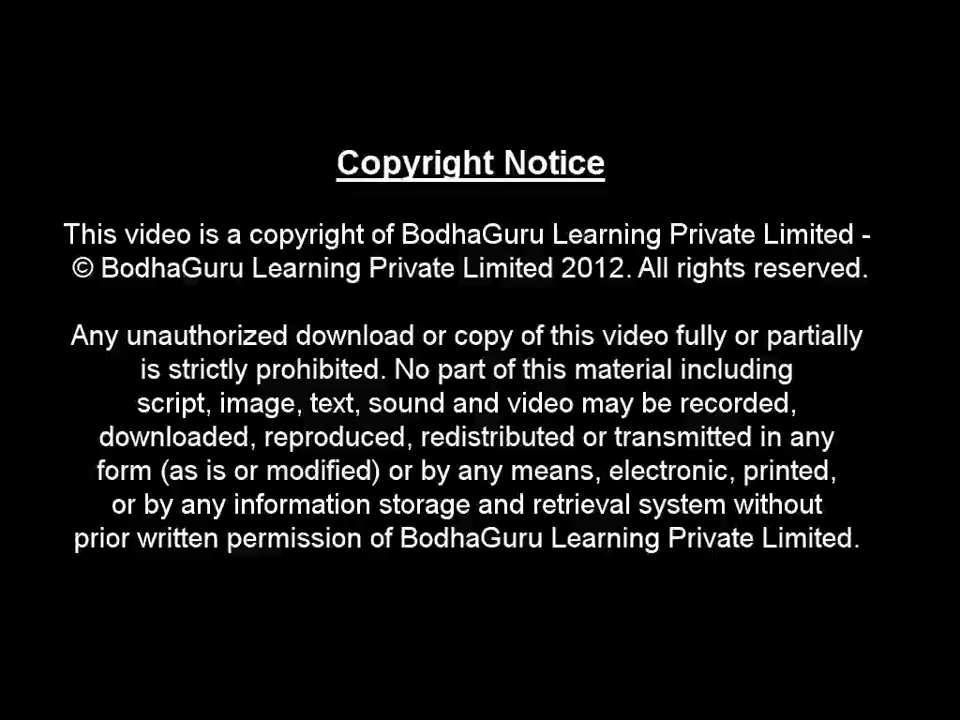 Copyright Notice
This video is a copyright of BodhaGuru Learning Private Limited -
© BodhaGuru Learning Private Limited 2012. All rights reserved.
Any unauthorized download or copy of this video fully or partially
is strictly prohibited. No part of this material including
script, image, text, sound and video may be recorded,
downloaded, reproduced, redistributed or transmitted in any
form (as is or modified) or by any means, electronic, printed,
or by any information storage and retrieval system without
prior written permission of BodhaGuru Learning Private Limited.